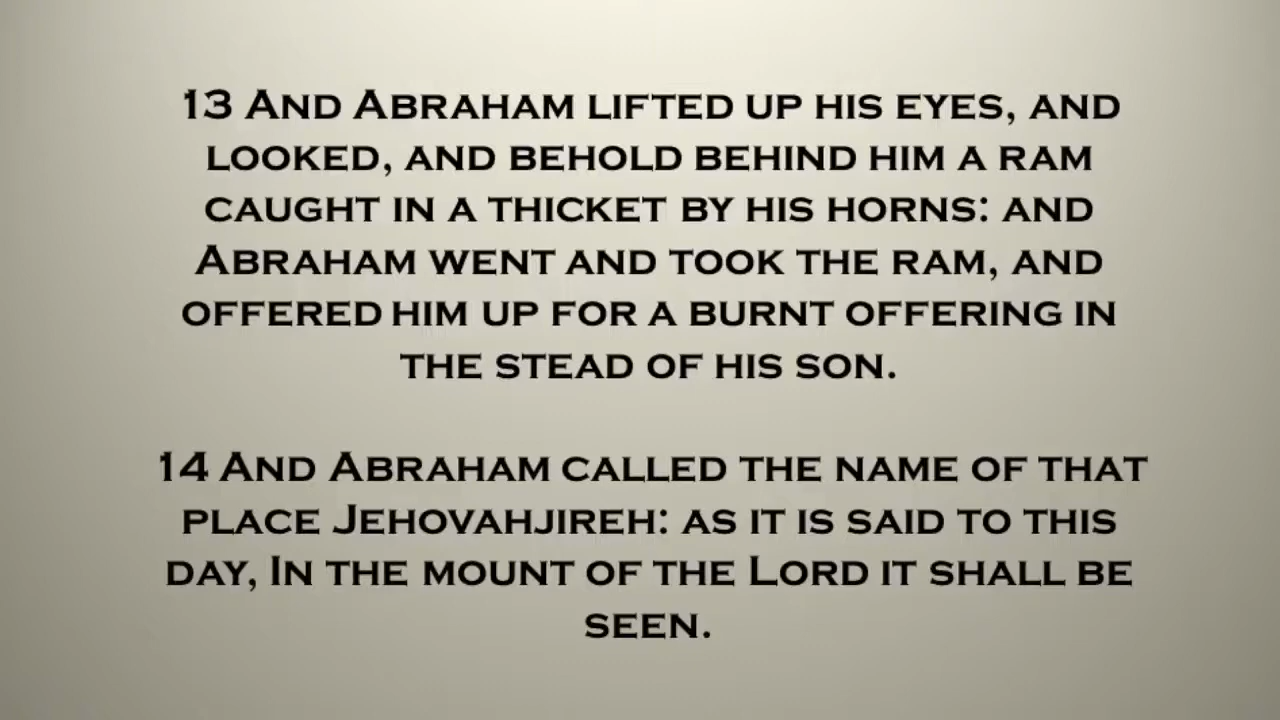 13 And Abraham lifted up his eyes, and
looked, and behold behind him a ram
caught in a thicket by his horns: and
Abraham went and took the ram, and
offered him up for a burnt offering in
the stead of his son.
14 And Abraham called the name of that
place Jehovahjireh: as it is said to this
day, In the mount of the Lord it shall be
seen.